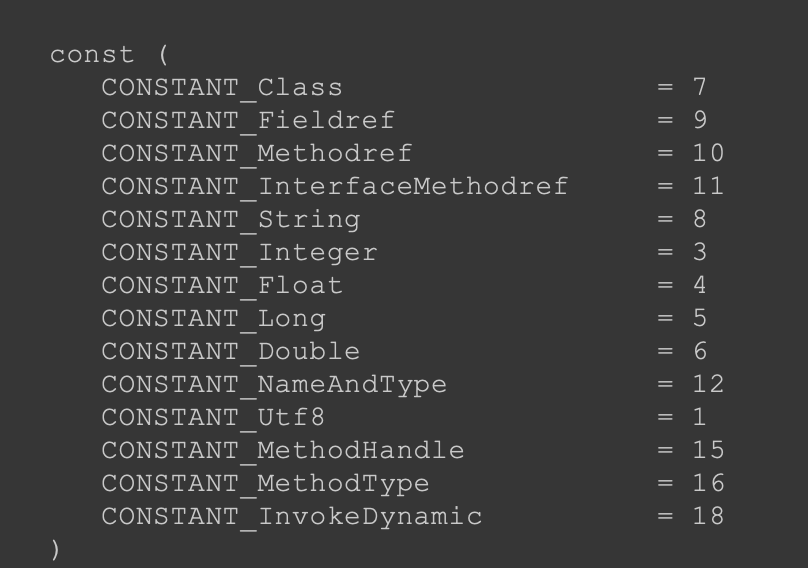 const (
CONSTANT_Class = 7
CONSTANT_Fieldref = 9
CONSTANT_Methodref = 10
CONSTANT_InterfaceMethodref = 11
CONSTANT_String = 8
CONSTANT_Integer = 3
CONSTANT_Float = 4
CONSTANT_Long = 5
CONSTANT_Double = 6
CONSTANT_NameAndType = 12
CONSTANT_Utf8 = 1
CONSTANT_MethodHandle = 15
CONSTANT_MethodType = 16
CONSTANT_InvokeDynamic = 18
)